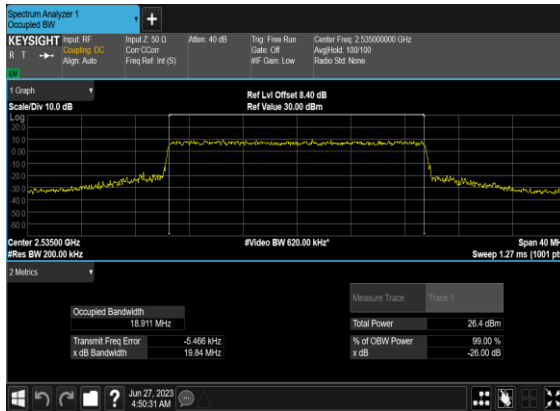 Spectrum Analyzer 1
Occupied BW
KEYSIGHT Input: RF Input Z: 50 Ω Atten: 40 dB Trig: Free Run Center Freq: 2.535000000 GHz
R T Coupling: DC Corr CCorr Gate: Off Avg|Hold: 100/100
Align: Auto Freq Ref: Int (S) #IF Gain: Low Radio Std: None
LXI
1 Graph
Scale/Div 10.0 dB
Ref Lvl Offset 8.40 dB
Ref Value 30.00 dBm
Log
20.0
10.0
0.00
-10.0
-20.0
-30.0
-40.0
-50.0
-60.0
Center 2.53500 GHz #Video BW 620.00 kHz* Span 40 MH
#Res BW 200.00 kHz Sweep 1.27 ms (1001 pt
2 Metrics
Measure Trace Trace 1
Occupied Bandwidth
18.911 MHz
Total Power 26.4 dBm
Transmit Freq Error -5.466 kHz
% of OBW Power 99.00 %
x dB Bandwidth 19.84 MHz
x dB -26.00 dB
Jun 27, 2023
4:50:31 AM